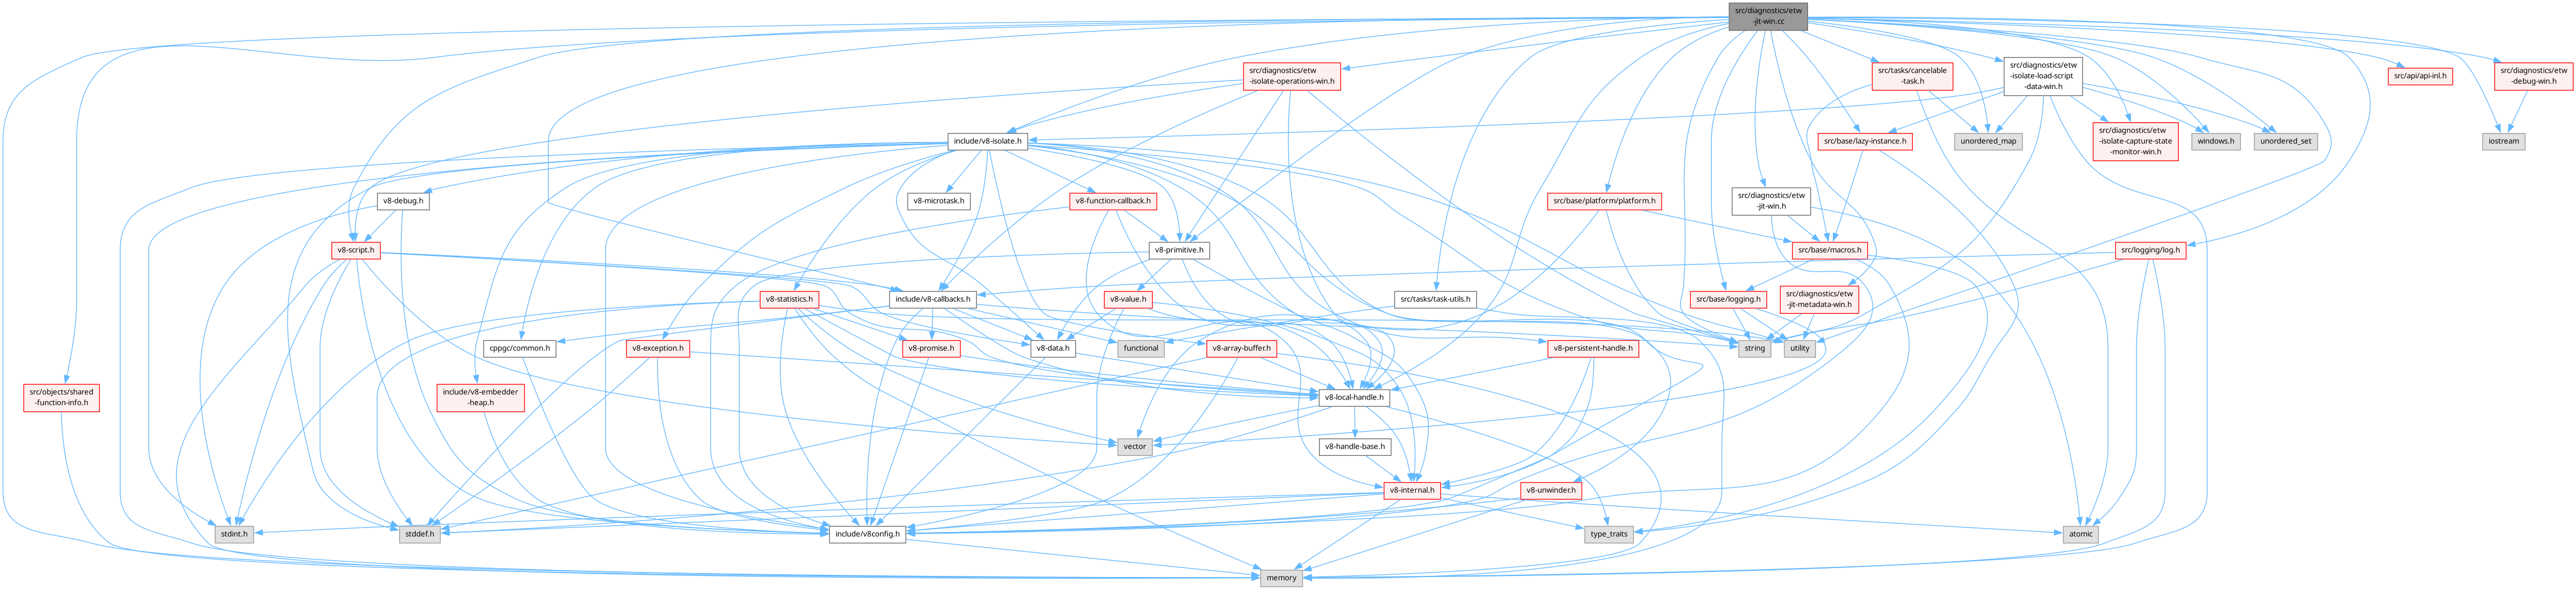 src/diagnostics/etw
-jit-win.cc
src/diagnostics/etw
-isolate-operations-win.h
src/tasks/cancelable
-task.h
src/diagnostics/etw
-isolate-load-script
-data-win.h
src/api/api-inl.h
src/diagnostics/etw
-debug-win.h
include/v8-isolate.h
src/base/lazy-instance.h
unordered_map
src/diagnostics/etw
-isolate-capture-state
-monitor-win.h
windows.h
unordered_set
iostream
v8-debug.h
v8-microtask.h
v8-function-callback.h
src/base/platform/platform.h
src/diagnostics/etw
-jit-win.h
v8-script.h
v8-primitive.h
src/base/macros.h
src/logging/log.h
v8-statistics.h
include/v8-callbacks.h
v8-value.h
src/tasks/task-utils.h
src/base/logging.h
src/diagnostics/etw
-jit-metadata-win.h
cppgc/common.h
v8-exception.h
v8-promise.h
v8-data.h
functional
v8-array-buffer.h
v8-persistent-handle.h
string
utility
src/objects/shared
-function-info.h
include/v8-embedder
-heap.h
v8-local-handle.h
vector
v8-handle-base.h
v8-internal.h
v8-unwinder.h
stdint.h
stddef.h
include/v8config.h
type_traits
atomic
memory